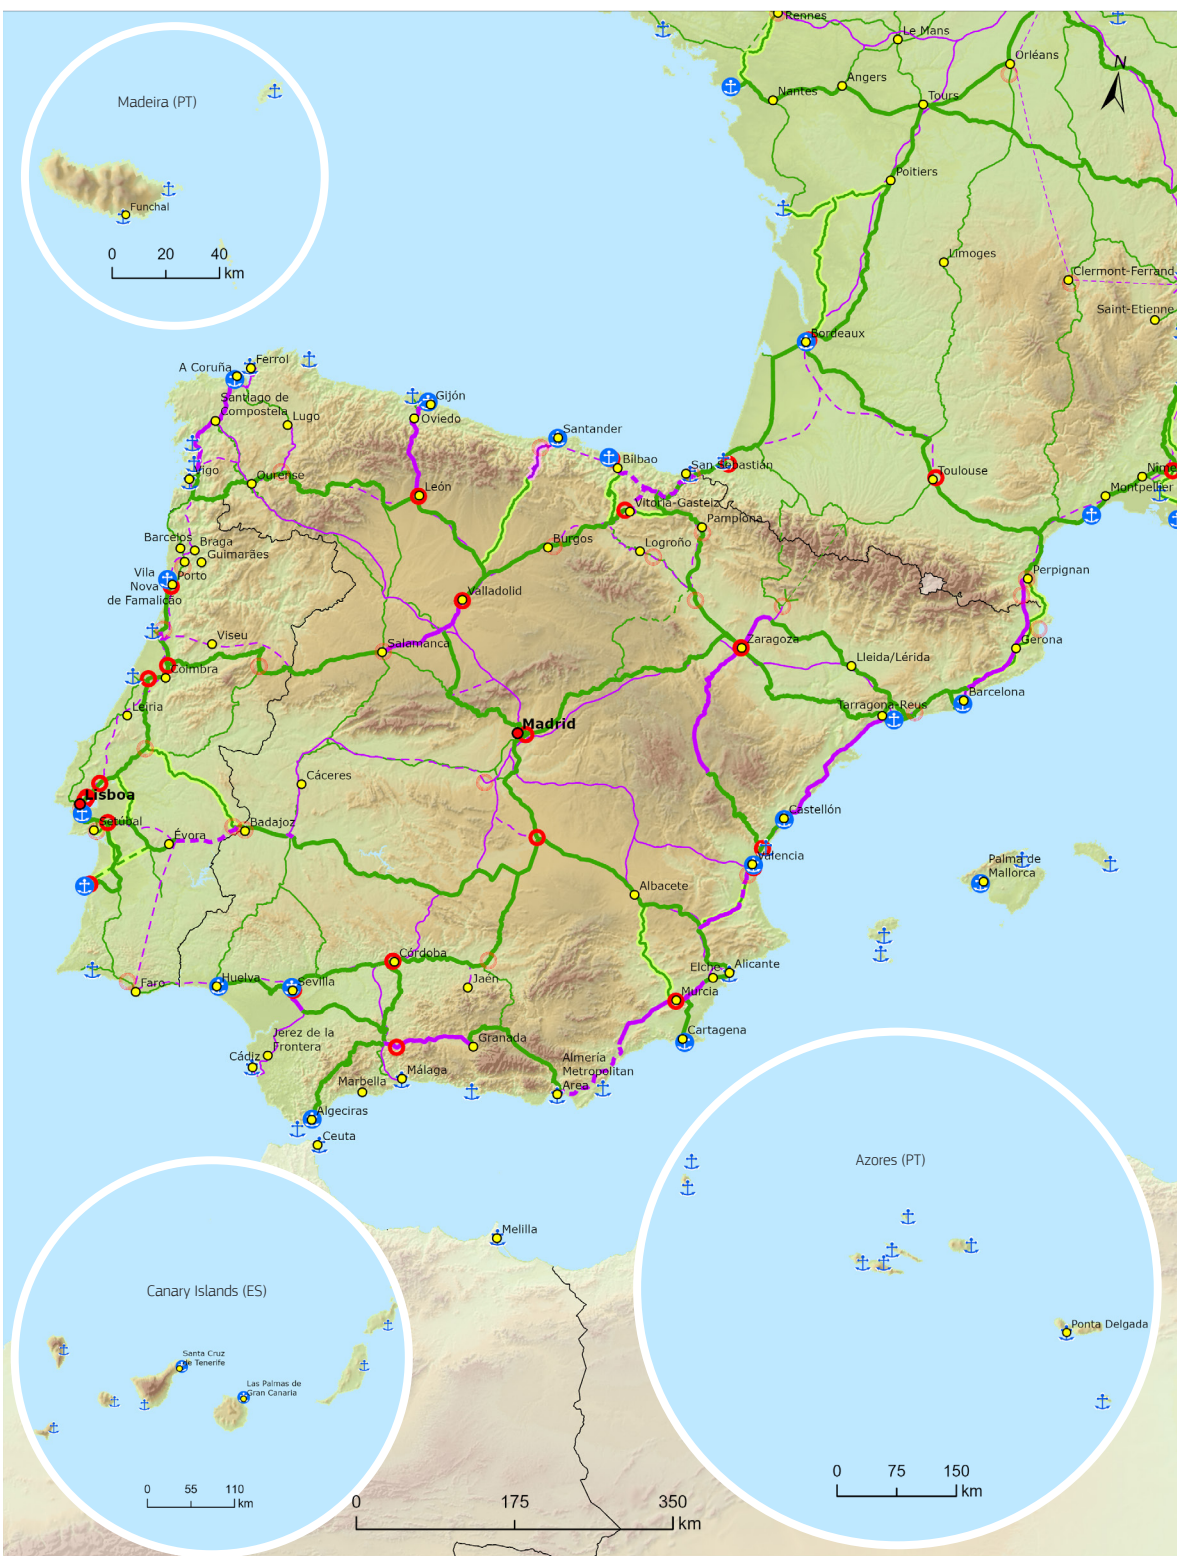 Rennes
Le Mans
Orléans
N
Angers
Nantes
Tours
Madeira (PT)
Poitiers
Funchal
0 20 40
km
Limoges
Clermont-Ferrand
Saint-Etienne
Bordeaux
Ferrol
A Coruña
Gijón
Santiago de
Compostela
Lugo
Oviedo
Santander
Bilbao
San Sebastián
Vigo
Ourense
León
Toulouse
Nîme
Montpellier
Vitoria-Gasteiz
Pamplona
Barcelos
Braga
Guimarães
Burgos
Logroño
Perpignan
Vila
Nova
de Famalicão
Porto
Valladolid
Viseu
Salamanca
Zaragoza
Gerona
Coimbra
Lleida/Lérida
Barcelona
Leiria
Tarragona-Reus
Madrid
Cáceres
Lisboa
Castellón
Setúbal
Badajoz
Évora
Valencia
Palma de
Mallorca
Albacete
Córdoba
Elche
Alicante
Faro
Huelva
Sevilla
Jaén
Murcia
Jerez de la
Frontera
Granada
Cartagena
Cádiz
Málaga
Almería
Metropolitan
Area
Marbella
Algeciras
Ceuta
Azores (PT)
Melilla
Canary Islands (ES)
Ponta Delgada
Santa Cruz
de Tenerife
Las Palmas de
Gran Canaria
0 75 150
km
0 55 110
km
0 175 350
km